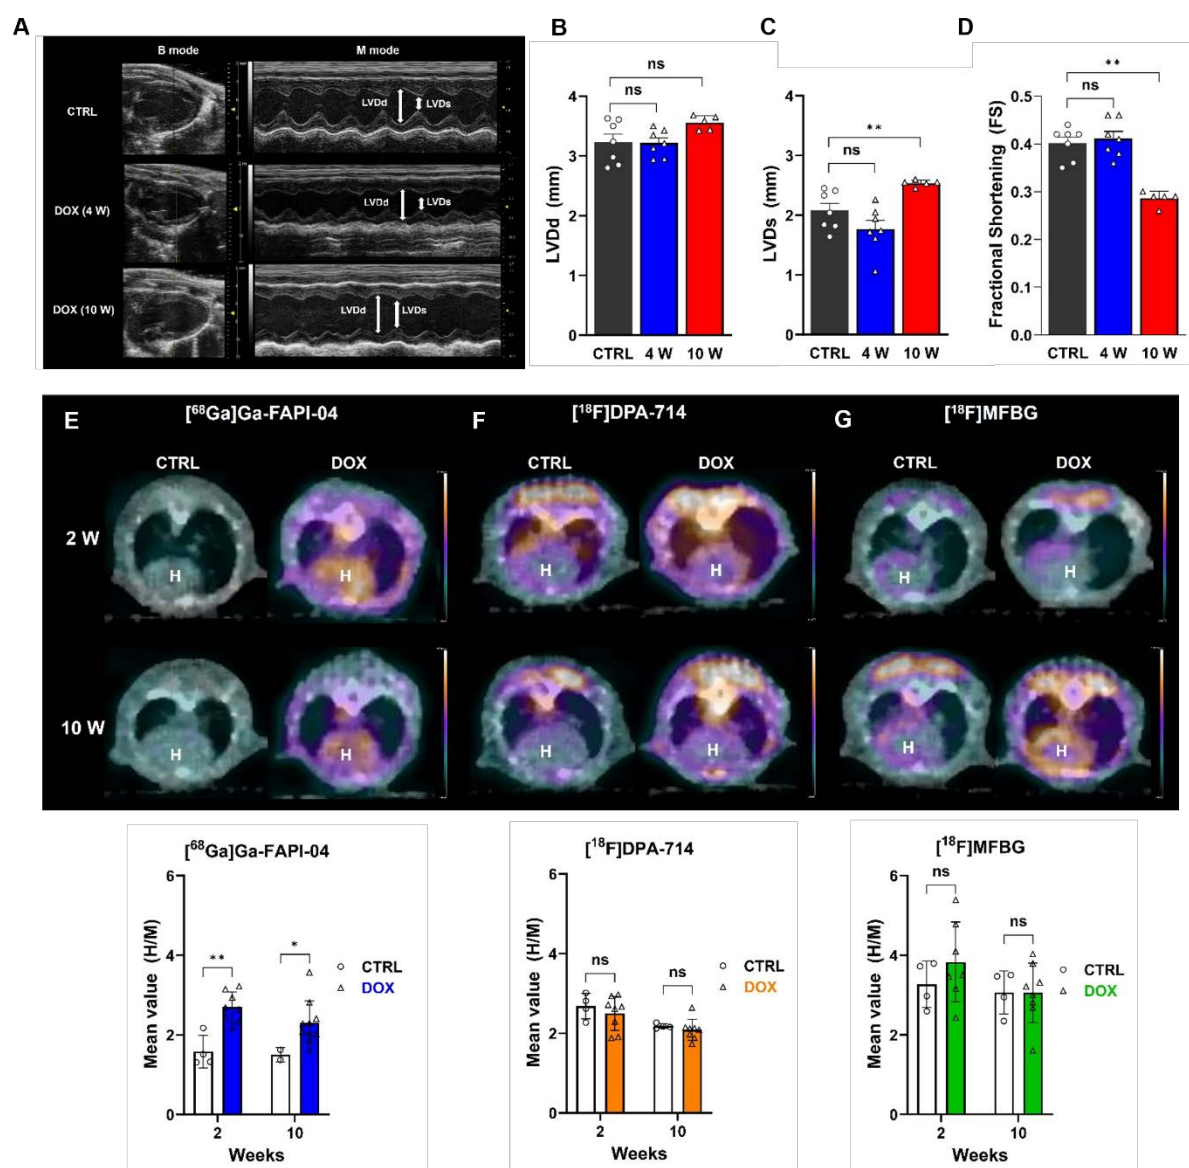 A
B mode
M mode
CTRL
LVDd
LVDs
DOX (4 W)
LVDd
LVDs
DOX (10 W)
LVDd
LVDs
B
ns
ns
4
3
2
1
0
LVDd (mm)
CTRL 4 W 10 W
C
**
ns
4
3
2
1
0
LVDs (mm)
CTRL 4 W 10 W
D
**
ns
0.5
0.4
0.3
0.2
0.1
0.0
Fractional Shortening (FS)
CTRL 4 W 10 W
E
[⁶⁸Ga]Ga-FAPI-04
CTRL DOX
F
[¹⁸F]DPA-714
CTRL DOX
G
[¹⁸F]MFBG
CTRL DOX
2 W
H H H H H H
10 W
H H H H H H
[⁶⁸Ga]Ga-FAPI-04
6
4
2
0
Mean value (H/M)
** *
CTRL
DOX
2 10
Weeks
[¹⁸F]DPA-714
6
4
2
0
Mean value (H/M)
ns ns
CTRL
DOX
2 10
Weeks
[¹⁸F]MFBG
6
4
2
0
Mean value (H/M)
ns ns
CTRL
DOX
2 10
Weeks